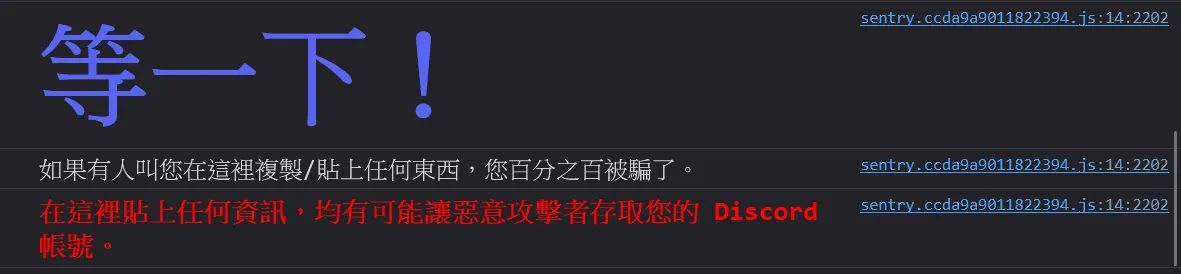 等一下！
sentry.ccda9a9011822394.js:14:2202
如果有人叫您在這裡複製/貼上任何東西，您百分之百被騙了。
sentry.ccda9a9011822394.js:14:2202
在這裡貼上任何資訊，均有可能讓惡意攻擊者存取您的 Discord
帳號。
sentry.ccda9a9011822394.js:14:2202